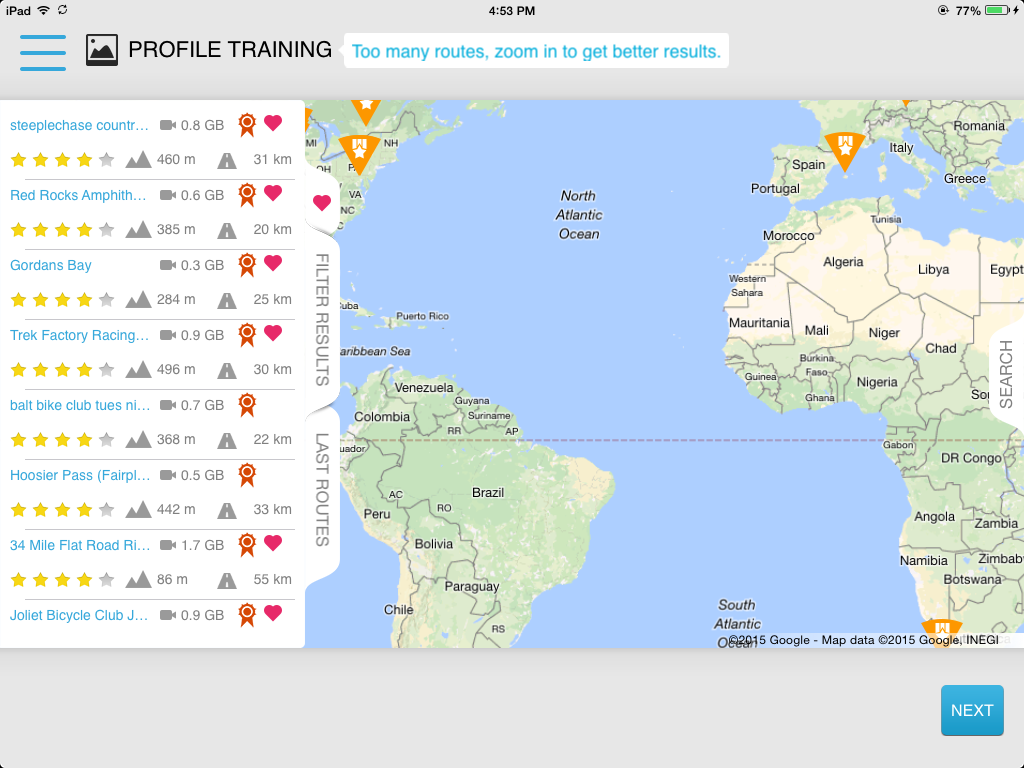 iPad 4:53 PM 77%
PROFILE TRAINING Too many routes, zoom in to get better results.
steeplechase countr... 0.8 GB
460 m 31 km
Red Rocks Amphith... 0.6 GB
385 m 20 km
Gordans Bay 0.3 GB
284 m 25 km
Trek Factory Racing... 0.9 GB
496 m 30 km
balt bike club tues ni... 0.7 GB
368 m 22 km
Hoosier Pass (Fairpl... 0.5 GB
442 m 33 km
34 Mile Flat Road Ri... 1.7 GB
86 m 55 km
Joliet Bicycle Club J... 0.9 GB
FILTER RESULTS
LAST ROUTES
MI
NH
OH
VA
NC
North
Atlantic
Ocean
Cuba
Puerto Rico
Caribbean Sea
Venezuela
Guyana
Suriname
Colombia
RR
AP
Ecuador
AC
Brazil
RO
Peru
Bolivia
Paraguay
Chile
RS
South
Atlantic
Ocean
Romania
Italy
Spain
Greece
Portugal
Tunisia
Morocco
Algeria
Libya
Egypt
Western
Sahara
Mauritania
Mali
Niger
Chad
Burkina
Faso
Guinea
Nigeria
Ghana
Gabon
DR Congo
Angola
Zambia
Namibia
Zimbab
Botswana
SEARCH
©2015 Google - Map data ©2015 Google, INEGI
NEXT